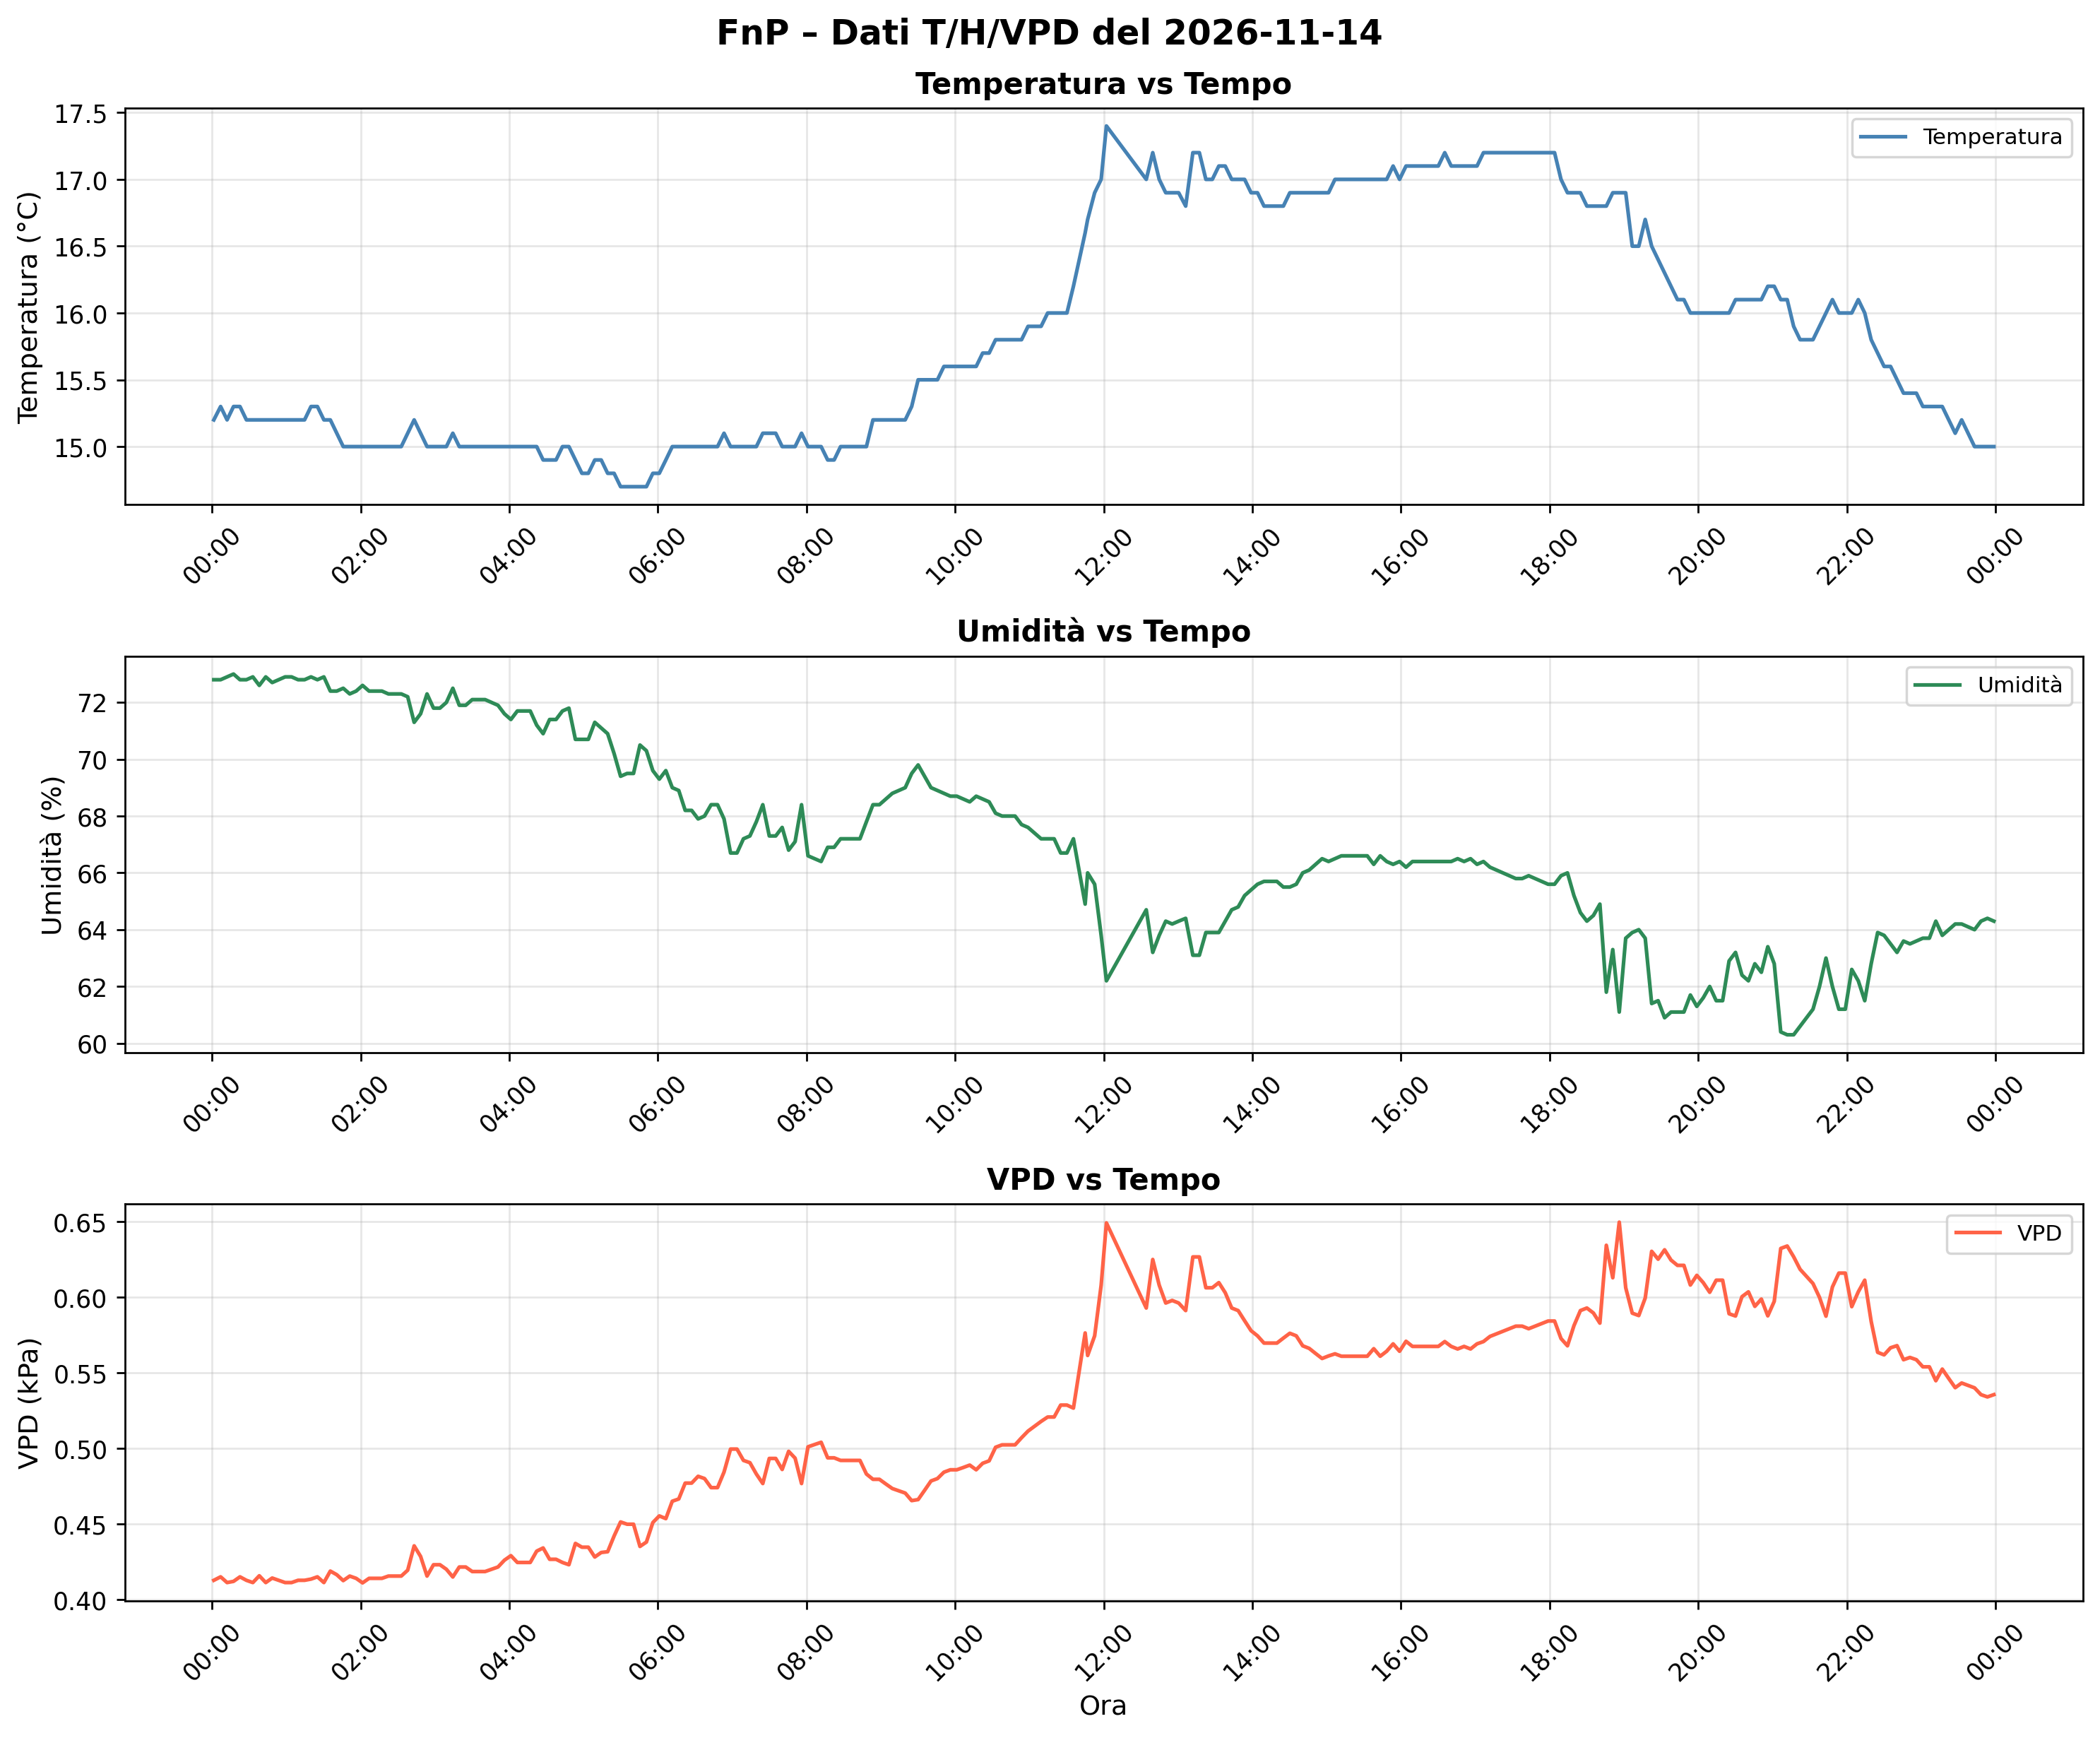 FnP – Dati T/H/VPD del 2026-11-14
Temperatura vs Tempo
Temperatura (°C)
17.5
17.0
16.5
16.0
15.5
15.0
Temperatura
00:00 02:00 04:00 06:00 08:00 10:00 12:00 14:00 16:00 18:00 20:00 22:00 00:00
Umidità vs Tempo
Umidità (%)
72
70
68
66
64
62
60
Umidità
00:00 02:00 04:00 06:00 08:00 10:00 12:00 14:00 16:00 18:00 20:00 22:00 00:00
VPD vs Tempo
VPD (kPa)
0.65
0.60
0.55
0.50
0.45
0.40
VPD
00:00 02:00 04:00 06:00 08:00 10:00 12:00 14:00 16:00 18:00 20:00 22:00 00:00
Ora